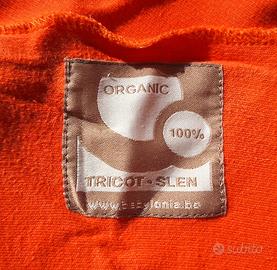 ORGANIC
100%
TRICOT-SLEN
www.babylonia.be
subito